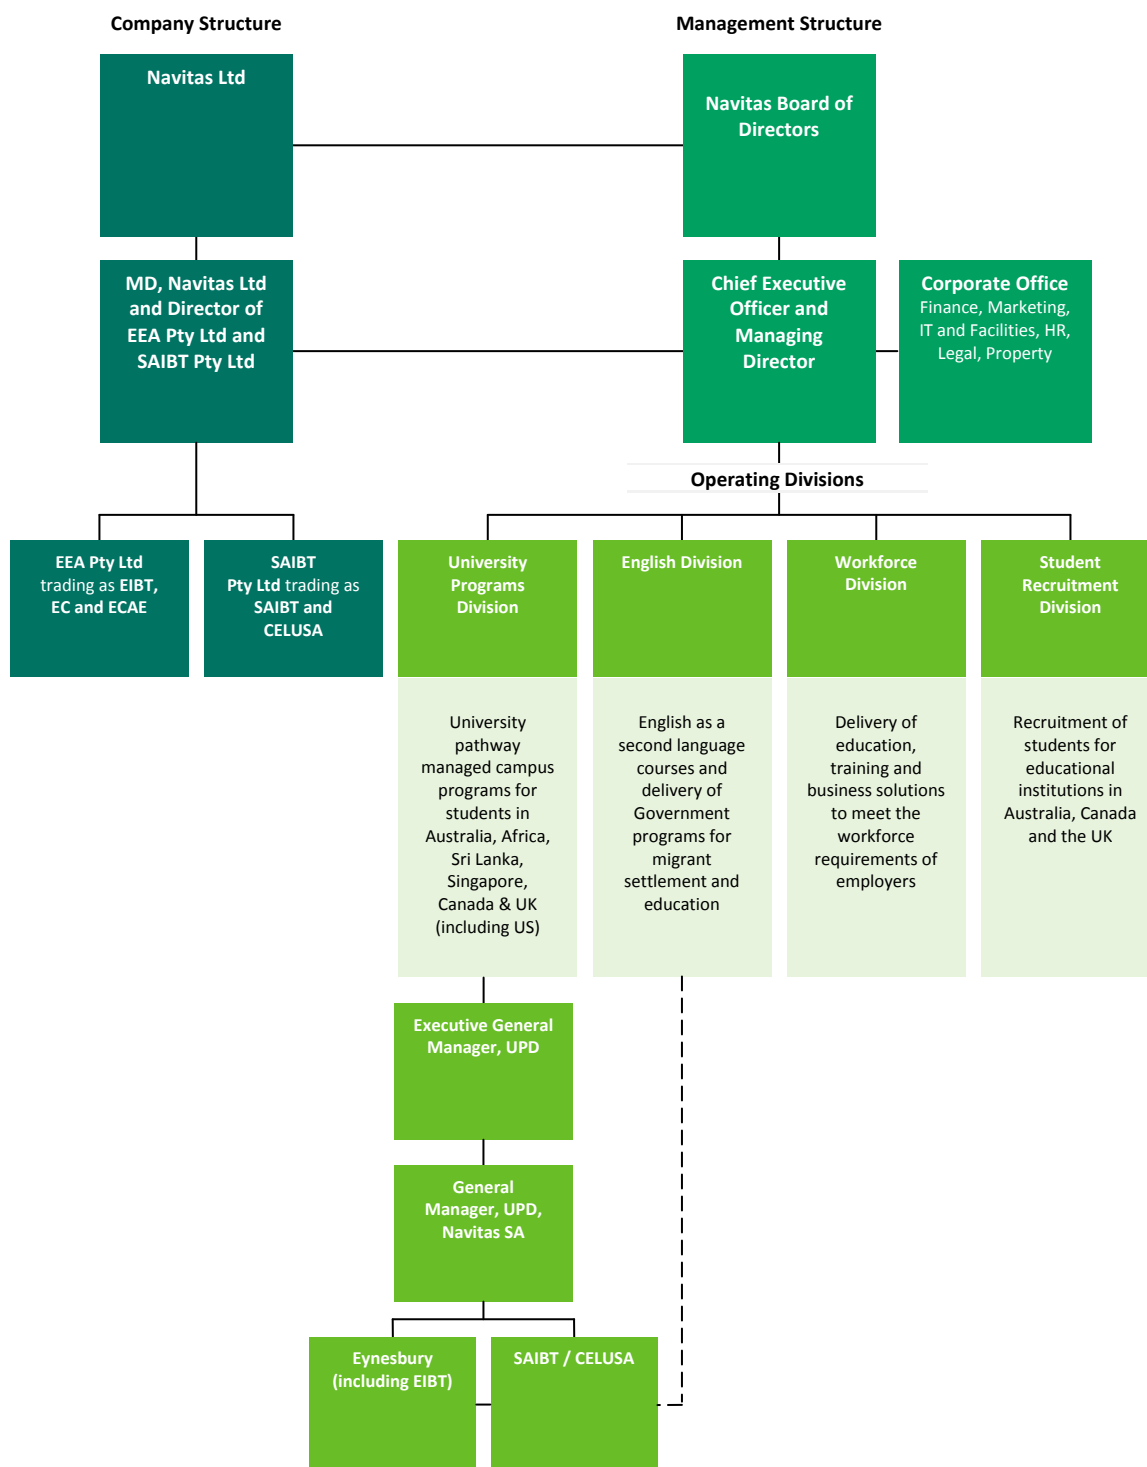 Company Structure
Management Structure
Navitas Ltd
Navitas Board of
Directors
MD, Navitas Ltd
and Director of
EEA Pty Ltd and
SAIBT Pty Ltd
Chief Executive
Officer and
Managing
Director
Corporate Office
Finance, Marketing,
IT and Facilities, HR,
Legal, Property
Operating Divisions
EEA Pty Ltd
trading as EIBT,
EC and ECAE
SAIBT
Pty Ltd trading as
SAIBT and
CELUSA
University
Programs
Division
English Division
Workforce
Division
Student
Recruitment
Division
University
pathway
managed campus
programs for
students in
Australia, Africa,
Sri Lanka,
Singapore,
Canada & UK
(including US)
English as a
second language
courses and
delivery of
Government
programs for
migrant
settlement and
education
Delivery of
education,
training and
business solutions
to meet the
workforce
requirements of
employers
Recruitment of
students for
educational
institutions in
Australia, Canada
and the UK
Executive General
Manager, UPD
General
Manager, UPD,
Navitas SA
Eynesbury
(including EIBT)
SAIBT / CELUSA